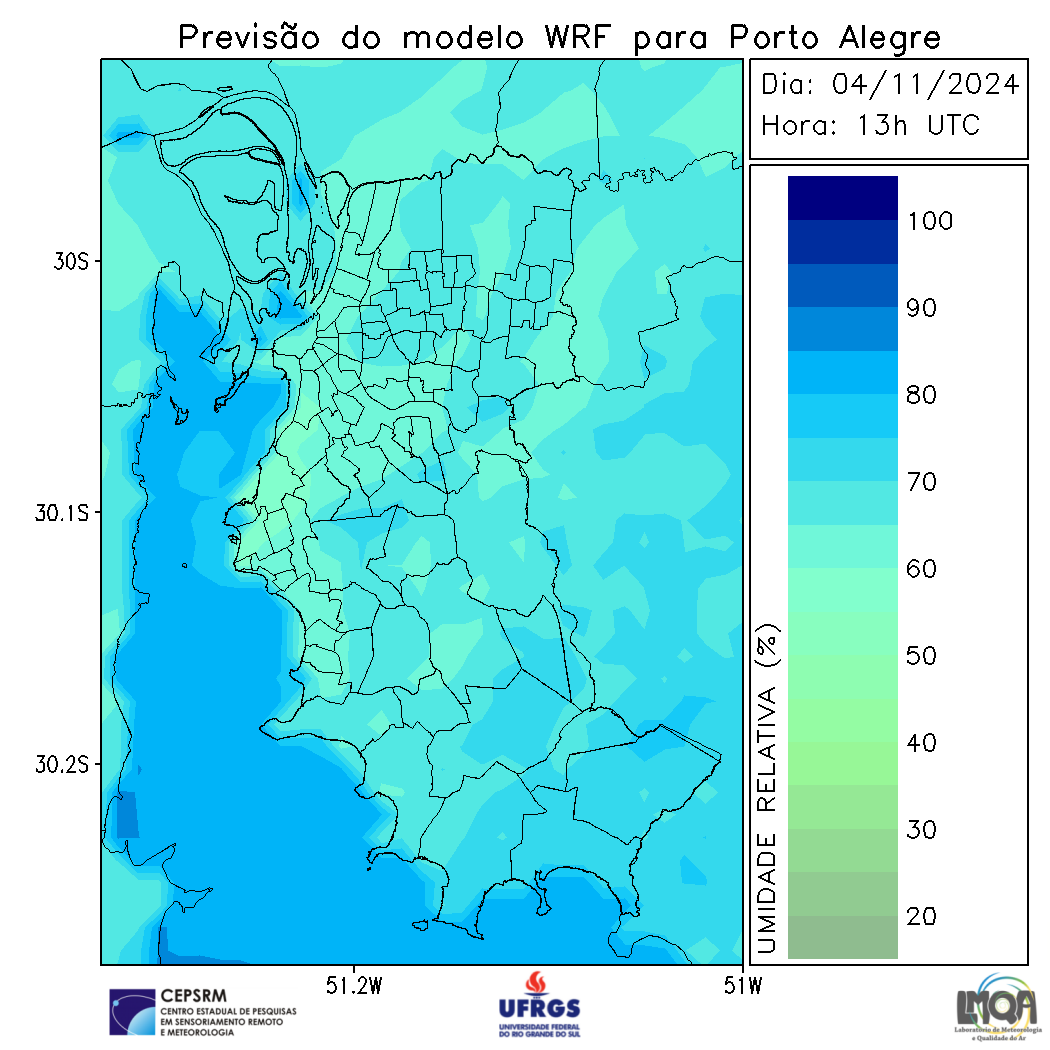 Previsão do modelo WRF para Porto Alegre
Dia: 04/11/2024
Hora: 13h UTC
30S
30.1S
30.2S
51.2W
51W
100
90
80
70
60
50
40
30
20
UMIDADE RELATIVA (%)
CEPSRM
CENTRO ESTADUAL DE PESQUISAS
EM SENSORIAMENTO REMOTO
E METEOROLOGIA
UFRGS
UNIVERSIDADE FEDERAL
DO RIO GRANDE DO SUL
LMQA
Laboratório de Meteorologia
e Qualidade do Ar